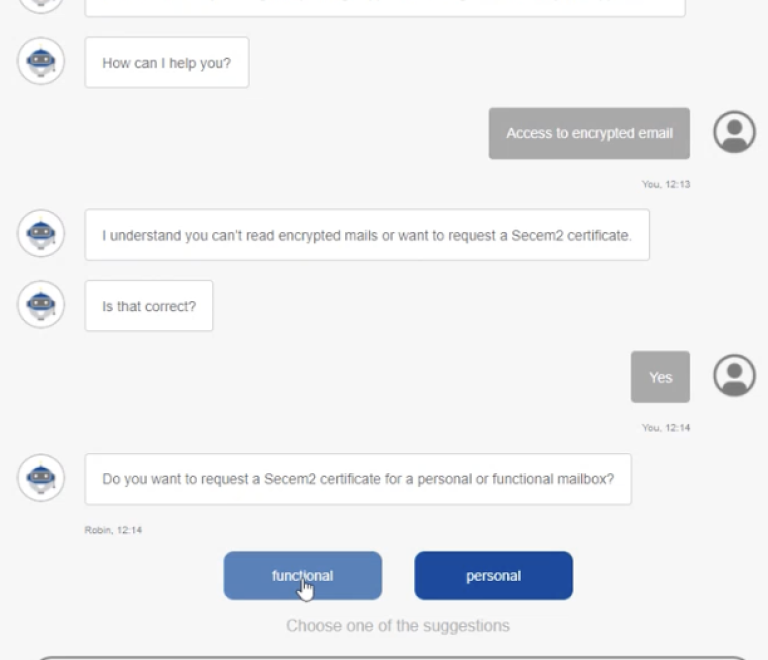 How can I help you?
Access to encrypted email
You, 12:13
I understand you can't read encrypted mails or want to request a Secem2 certificate.
Is that correct?
Yes
You, 12:14
Do you want to request a Secem2 certificate for a personal or functional mailbox?
Robin, 12:14
functional
personal
Choose one of the suggestions